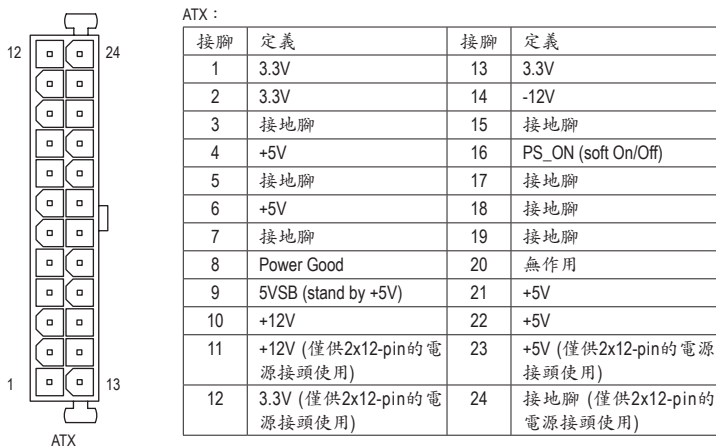 ATX：
12 24
1 13
ATX
接腳 定義 接腳 定義
1 3.3V 13 3.3V
2 3.3V 14 -12V
3 接地腳 15 接地腳
4 +5V 16 PS_ON (soft On/Off)
5 接地腳 17 接地腳
6 +5V 18 接地腳
7 接地腳 19 接地腳
8 Power Good 20 無作用
9 5VSB (stand by +5V) 21 +5V
10 +12V 22 +5V
11 +12V (僅供2x12-pin的電 23 +5V (僅供2x12-pin的電源
源接頭使用) 接頭使用)
12 3.3V (僅供2x12-pin的電 24 接地腳 (僅供2x12-pin的
源接頭使用) 電源接頭使用)